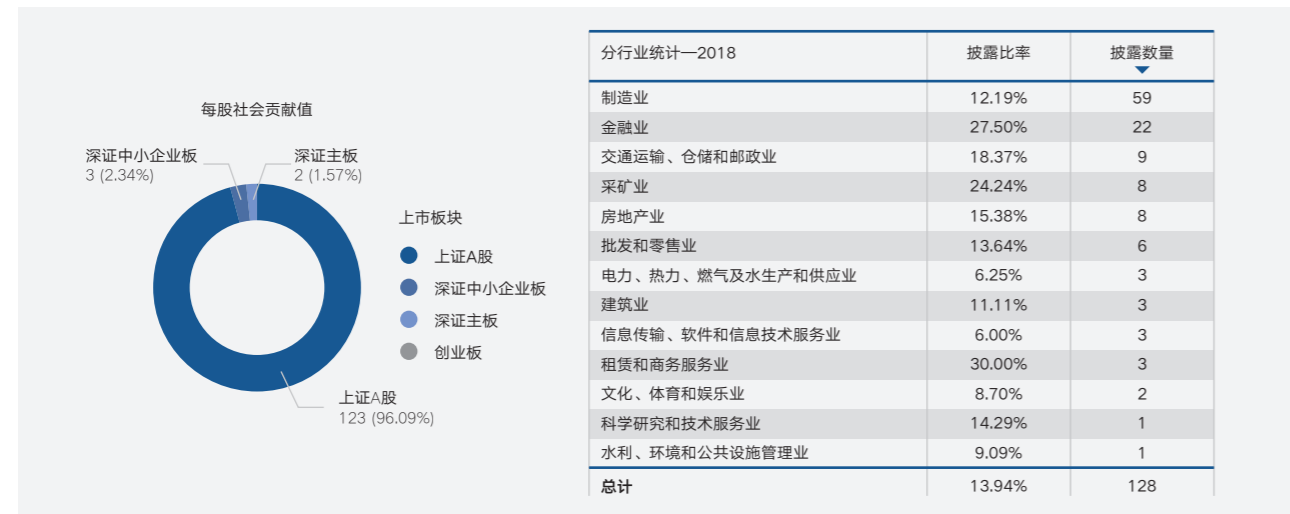 每股社会贡献值
深证中小企业板
3 (2.34%)
深证主板
2 (1.57%)
上市板块
上证A股
深证中小企业板
深证主板
创业板
上证A股
123 (96.09%)
分行业统计—2018 披露比率 披露数量
制造业 12.19% 59
金融业 27.50% 22
交通运输、仓储和邮政业 18.37% 9
采矿业 24.24% 8
房地产业 15.38% 8
批发和零售业 13.64% 6
电力、热力、燃气及水生产和供应业 6.25% 3
建筑业 11.11% 3
信息传输、软件和信息技术服务业 6.00% 3
租赁和商务服务业 30.00% 3
文化、体育和娱乐业 8.70% 2
科学研究和技术服务业 14.29% 1
水利、环境和公共设施管理业 9.09% 1
总计 13.94% 128